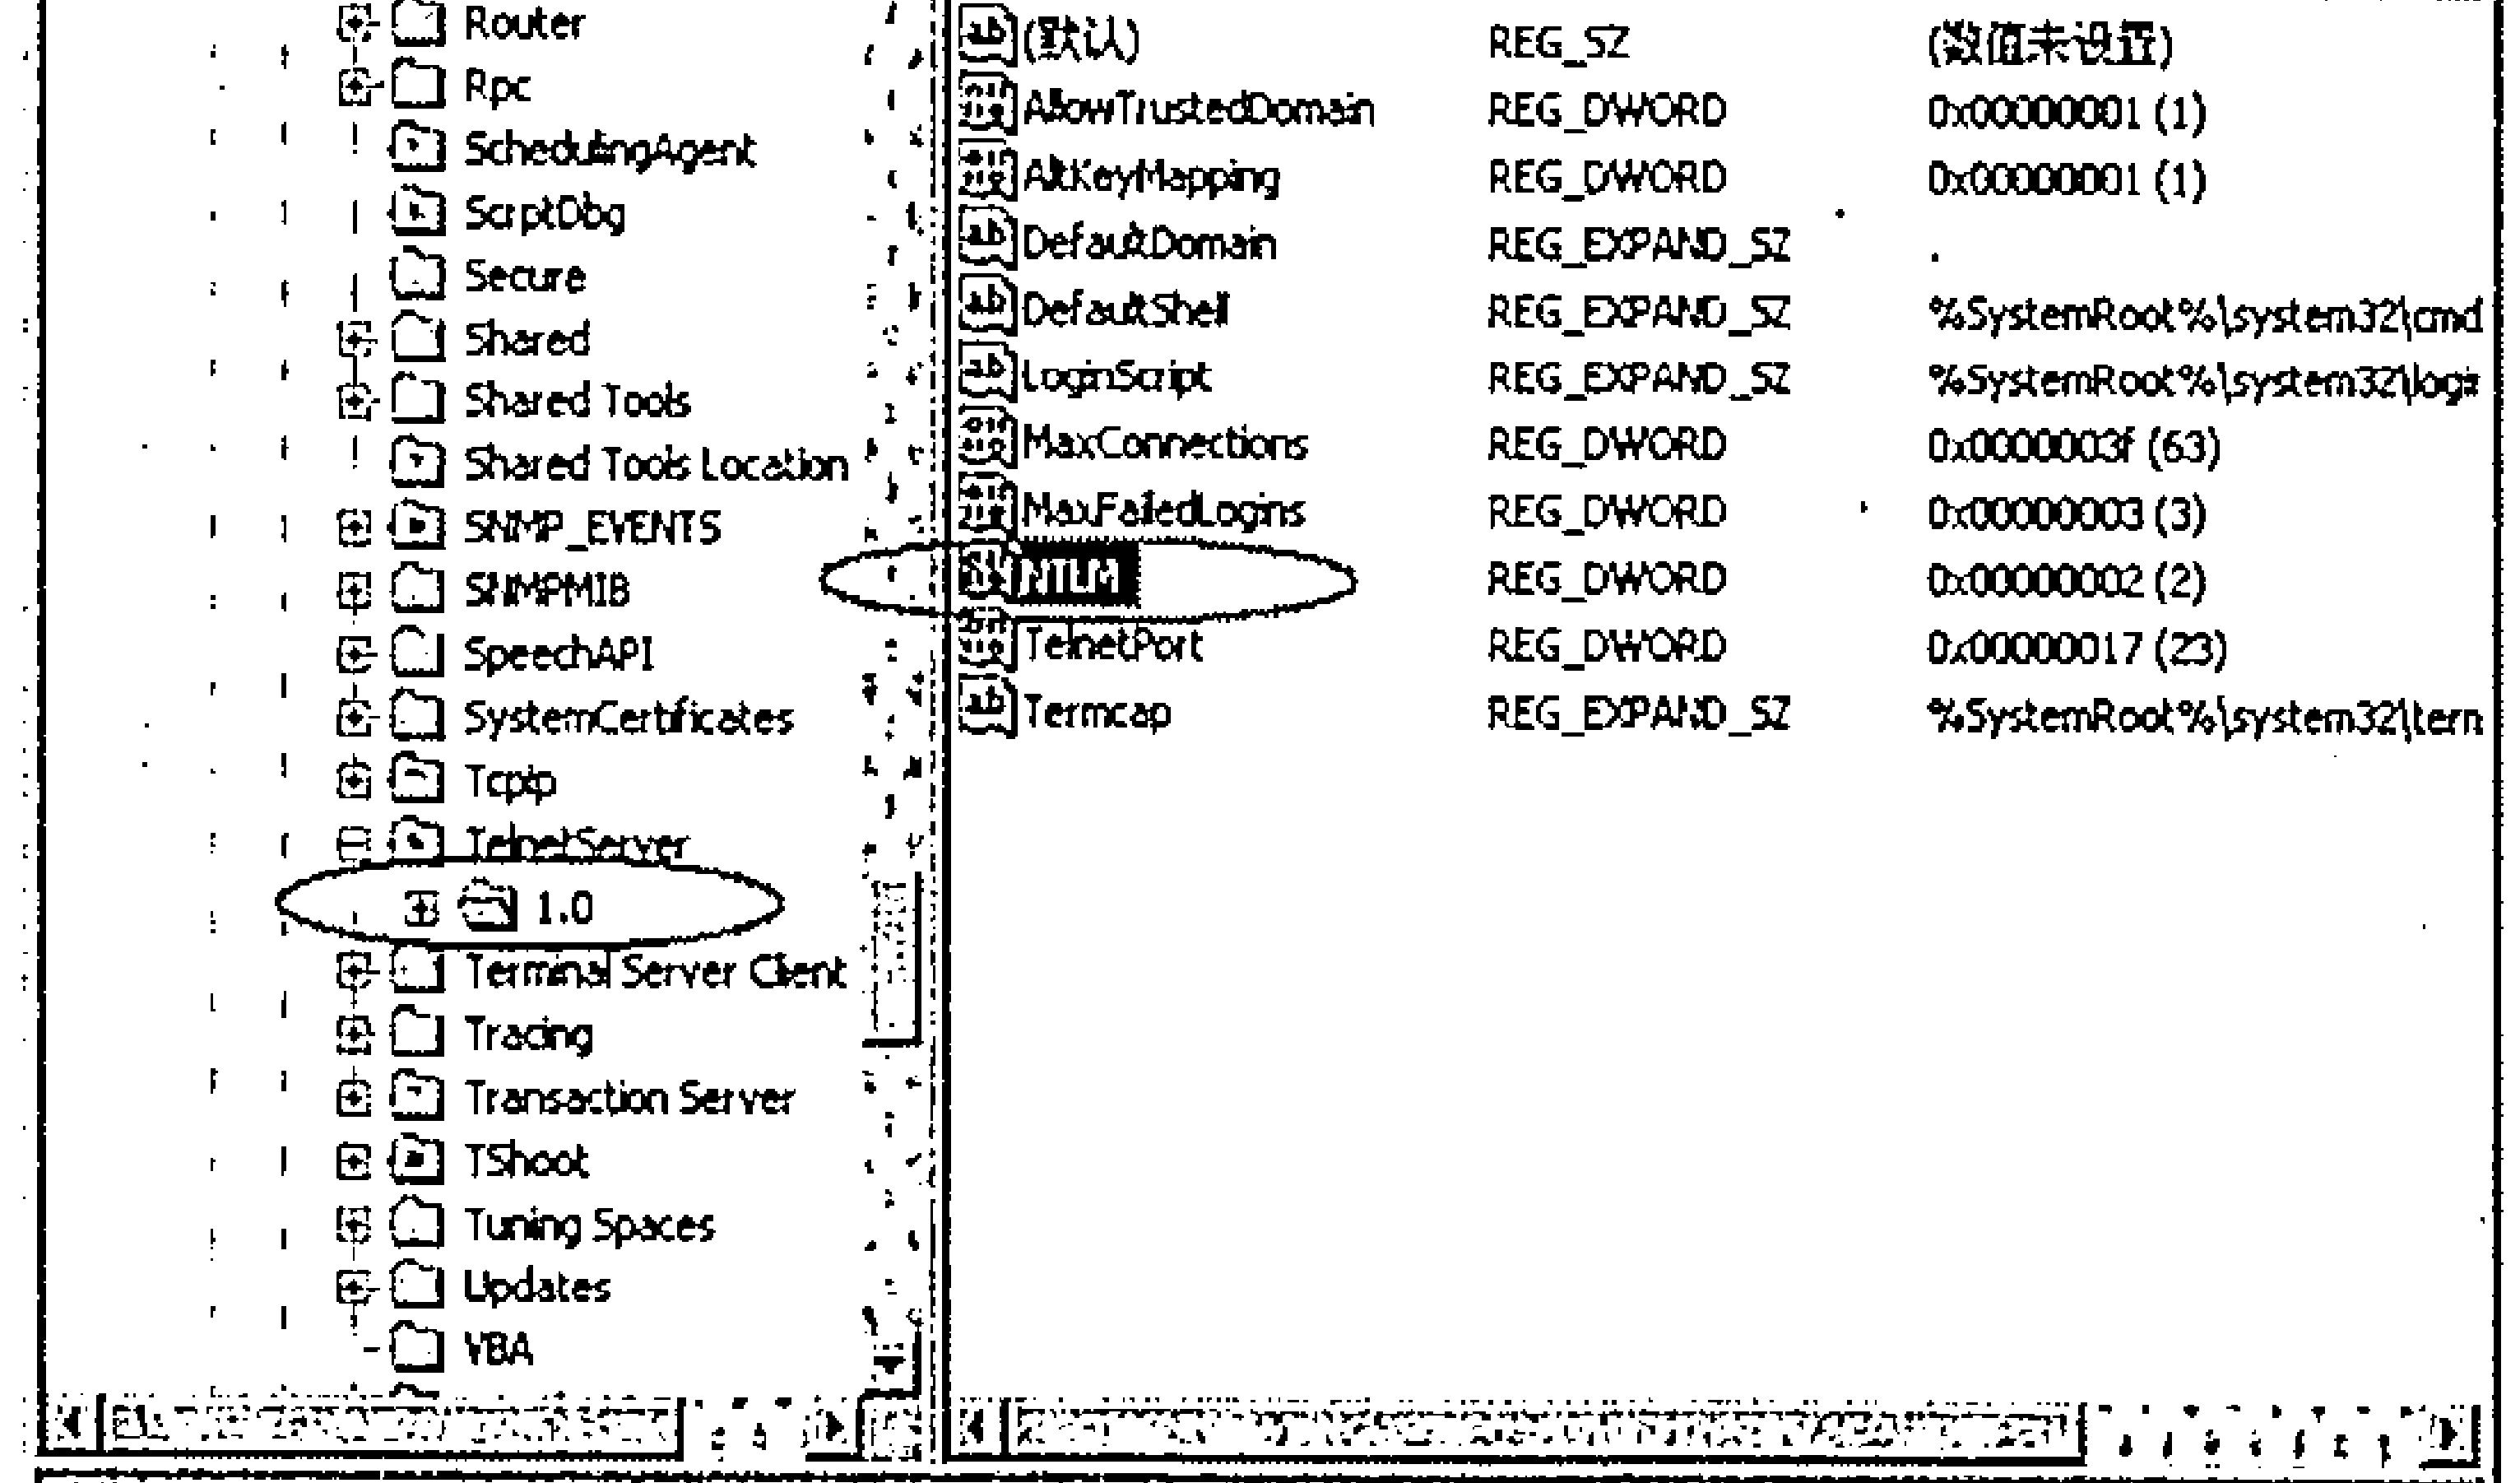 Router
Rpc
SchedulingAgent
ScrptDbg
Secure
Shared
Shared Tools
Shared Tools Location
SNMP_EVENTS
SNMPMIB
SpeechAPI
SystemCertificates
Tcpip
TelnetServer
1.0
Terminal Server Client
Tracing
Transaction Server
TShoot
Tuning Spaces
Updates
VBA
(默认) REG_SZ (数值未设置)
AllowTrustedDomain REG_DWORD 0x00000001 (1)
AltKeyMapping REG_DWORD 0x00000001 (1)
DefaultDomain REG_EXPAND_SZ .
DefaultShell REG_EXPAND_SZ %SystemRoot%\system32\cmd
LoginScript REG_EXPAND_SZ %SystemRoot%\system32\logi
MaxConnections REG_DWORD 0x0000003f (63)
MaxFailedLogins REG_DWORD 0x00000003 (3)
NTLM REG_DWORD 0x00000002 (2)
TelnetPort REG_DWORD 0x00000017 (23)
Termcap REG_EXPAND_SZ %SystemRoot%\system32\term